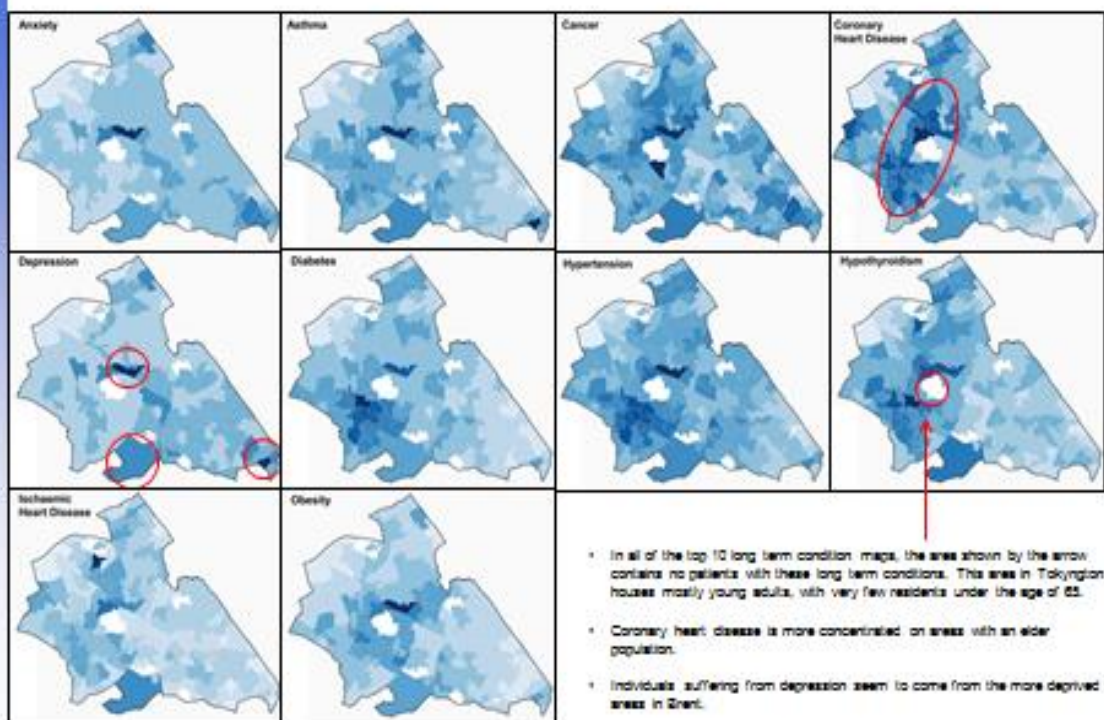 Anxiety
Asthma
Cancer
Coronary
Heart Disease
Depression
Diabetes
Hypertension
Hypothyroidism
Ischaemic
Heart Disease
Obesity
• In all of the top 10 long term condition maps, the area shown by the arrow
contains no patients with these long term conditions. This area in Tokyngton
houses mostly young adults, with very few residents under the age of 65.
• Coronary heart disease is more concentrated on areas with an elder
population.
• Individuals suffering from depression seem to come from the more deprived
areas in Brent.